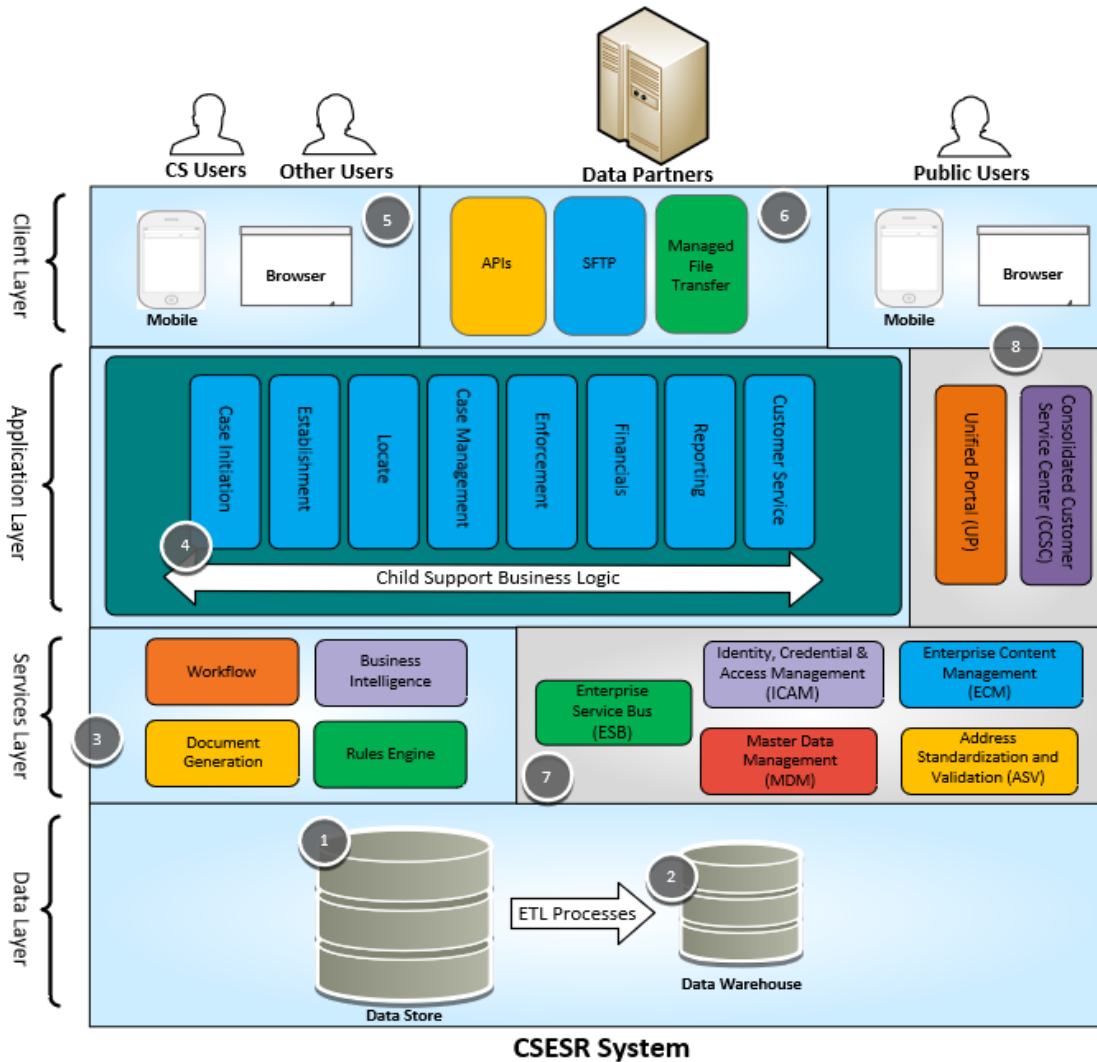 CS Users
Other Users
Data Partners
Public Users
Client Layer
5
Mobile
Browser
6
APIs
SFTP
Managed
File
Transfer
Mobile
Browser
8
Application Layer
Case Initiation
Establishment
Locate
Case Management
Enforcement
Financials
Reporting
Customer Service
4
Child Support Business Logic
Unified Portal (UP)
Consolidated Customer
Service Center (CCSC)
Services Layer
3
Workflow
Business
Intelligence
Document
Generation
Rules Engine
7
Enterprise
Service Bus
(ESB)
Identity, Credential &
Access Management
(ICAM)
Enterprise Content
Management
(ECM)
Master Data
Management
(MDM)
Address
Standardization and
Validation (ASV)
Data Layer
1
Data Store
ETL Processes
2
Data Warehouse
CSESR System